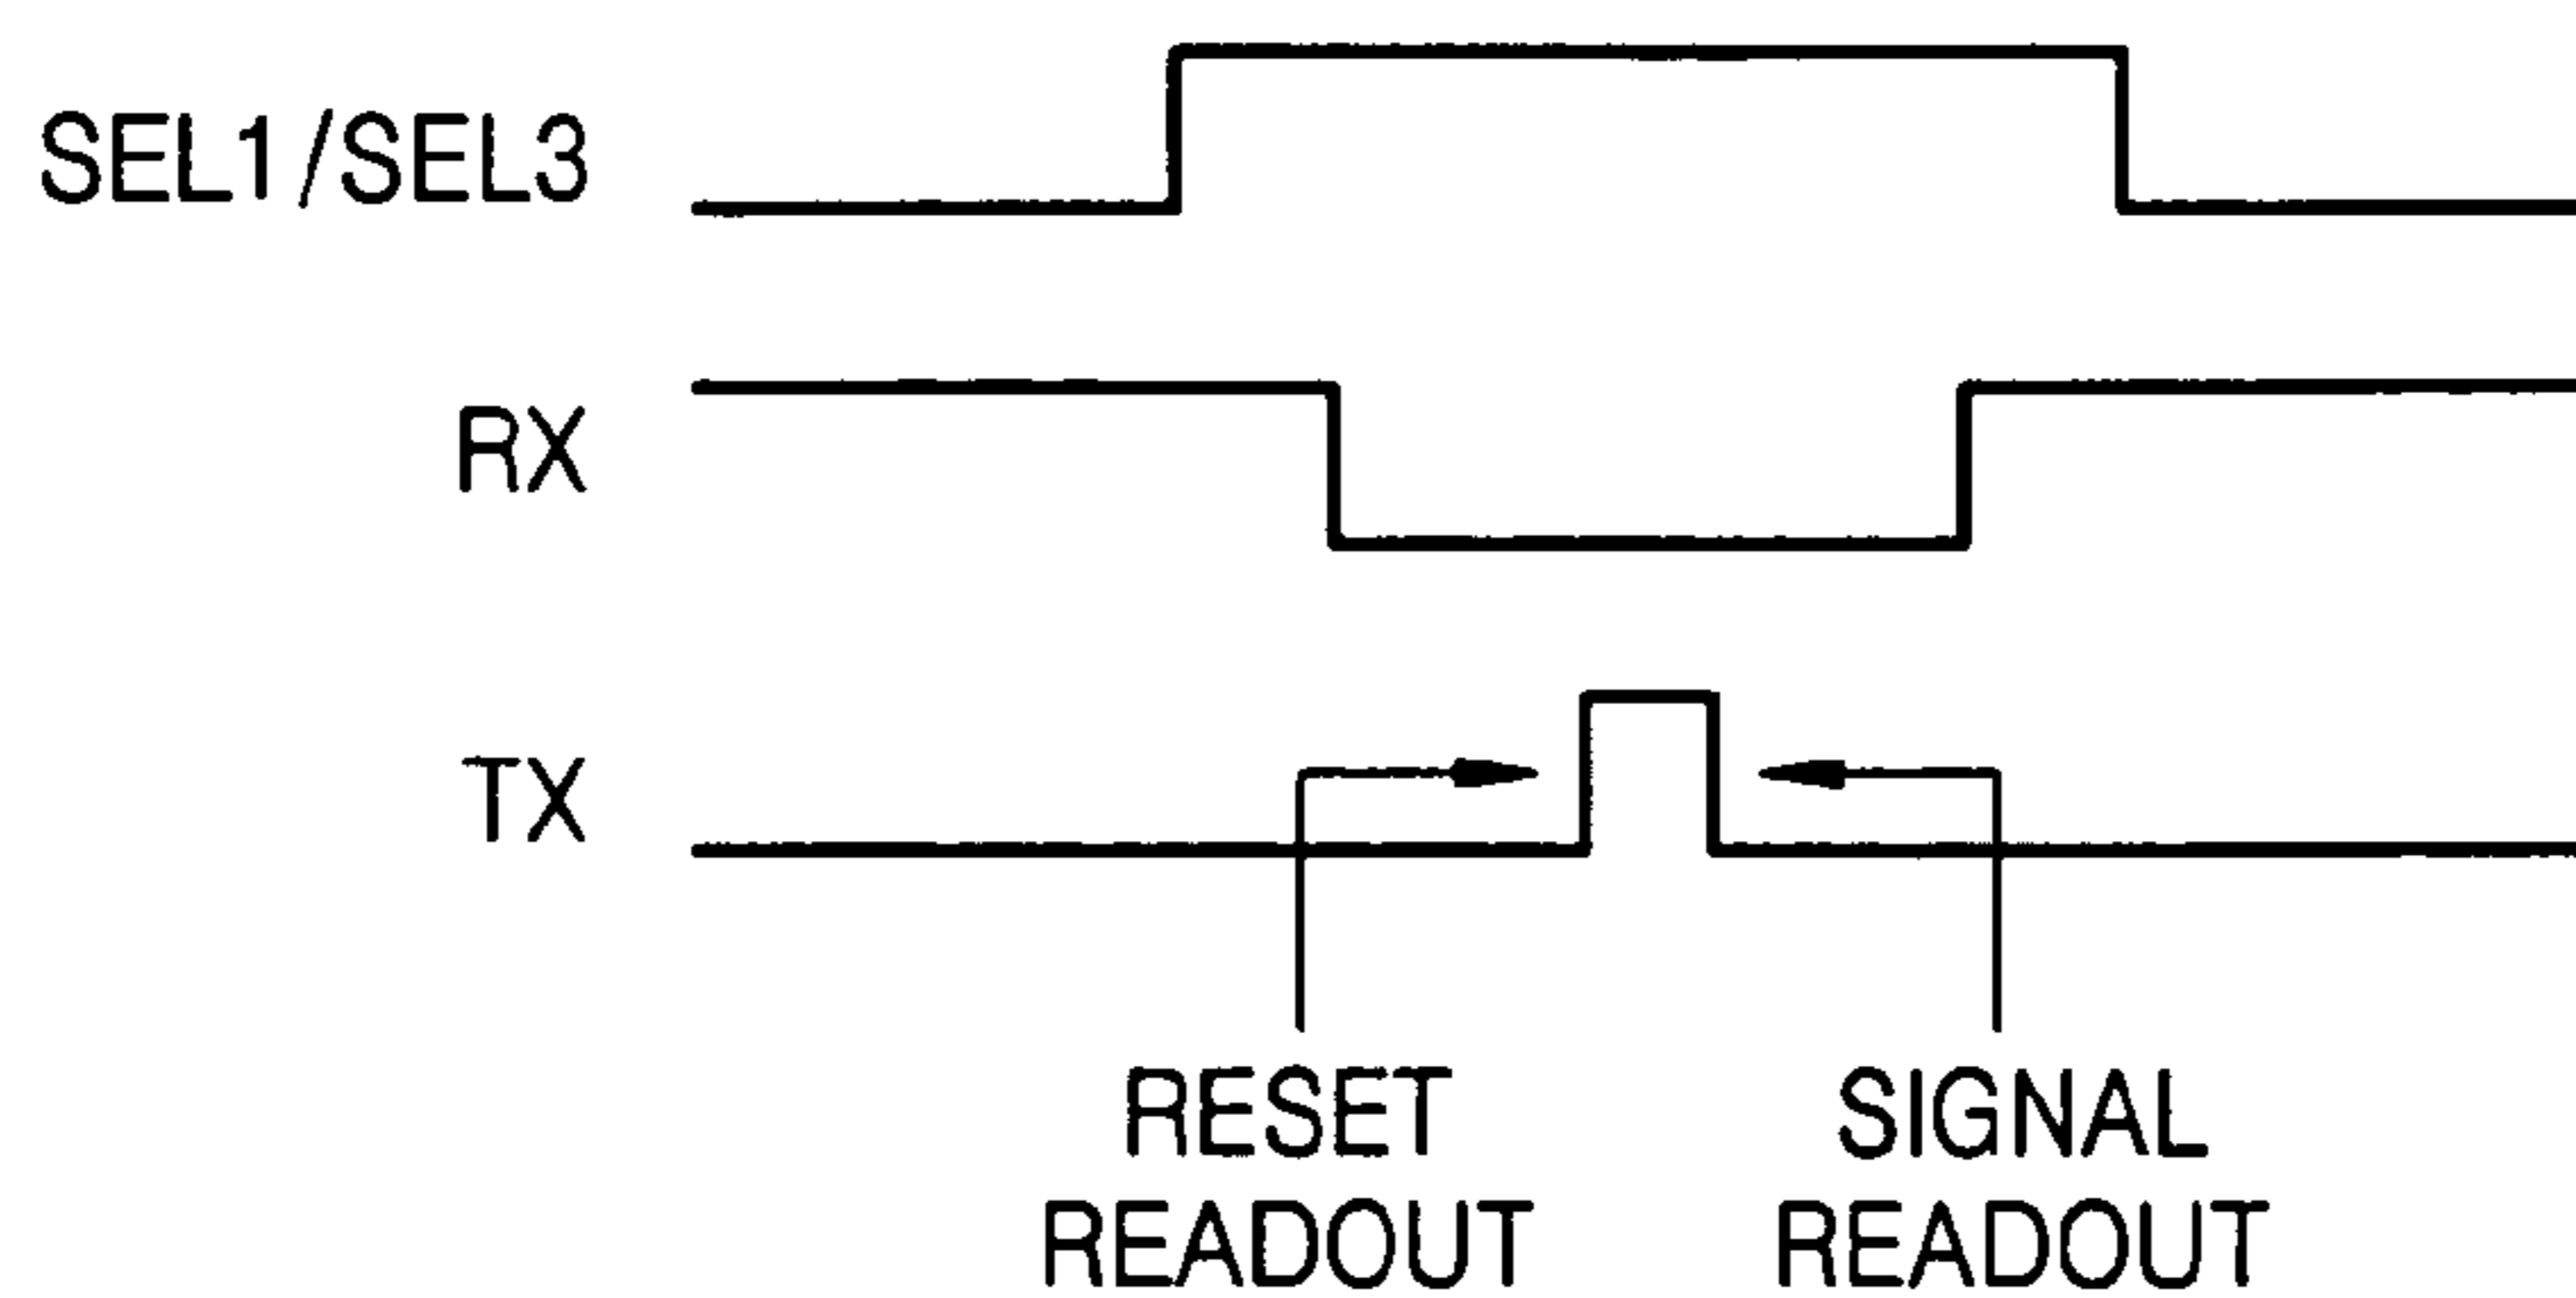 SEL1/SEL3
RX
TX
RESET
READOUT
SIGNAL
READOUT